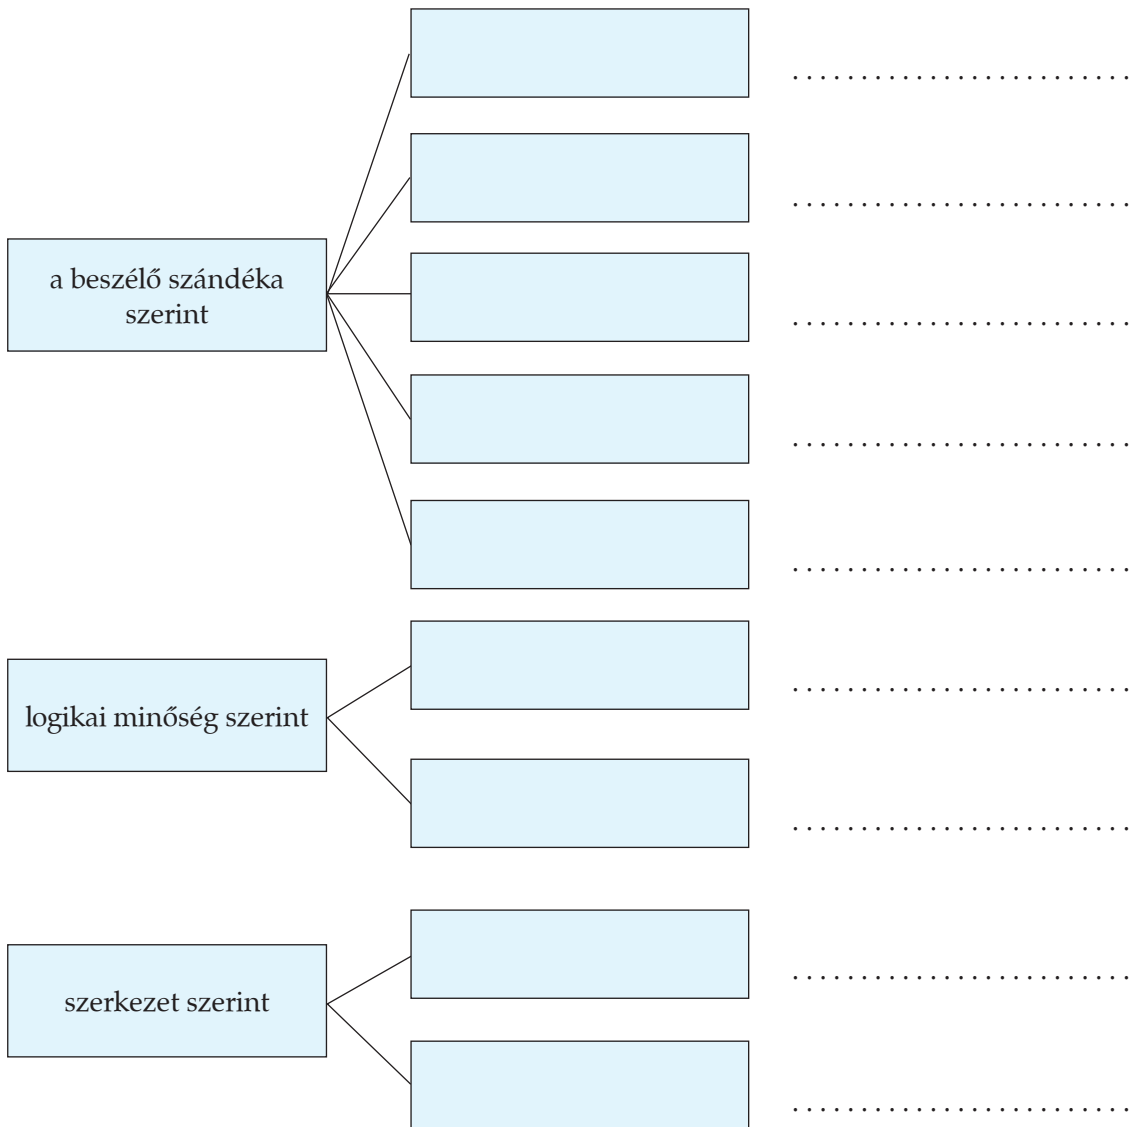 . . . . . . . . . . . . . . . . . . . . . . . . .
. . . . . . . . . . . . . . . . . . . . . . . . .
a beszélő szándéka
szerint
. . . . . . . . . . . . . . . . . . . . . . . . .
. . . . . . . . . . . . . . . . . . . . . . . . .
. . . . . . . . . . . . . . . . . . . . . . . . .
logikai minőség szerint
. . . . . . . . . . . . . . . . . . . . . . . . .
. . . . . . . . . . . . . . . . . . . . . . . . .
szerkezet szerint
. . . . . . . . . . . . . . . . . . . . . . . . .
. . . . . . . . . . . . . . . . . . . . . . . . .